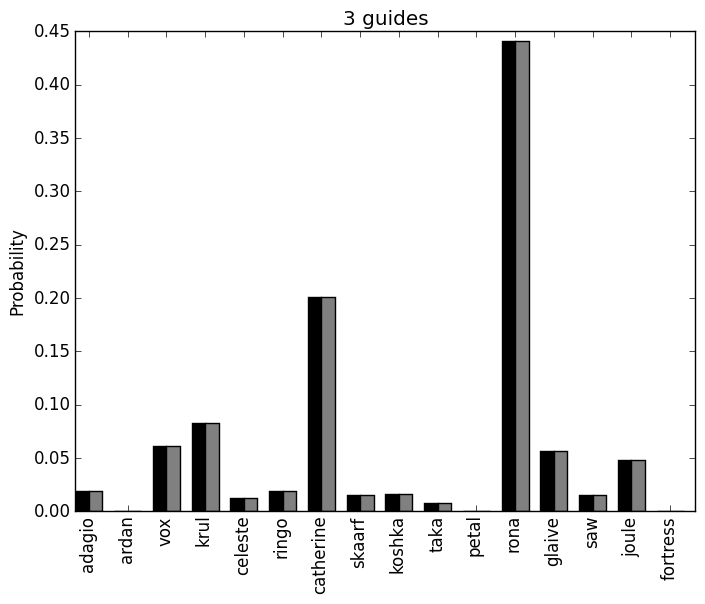 3 guides
Probability
0.45
0.40
0.35
0.30
0.25
0.20
0.15
0.10
0.05
0.00
adagio
ardan
vox
krul
celeste
ringo
catherine
skaarf
koshka
taka
petal
rona
glaive
saw
joule
fortress